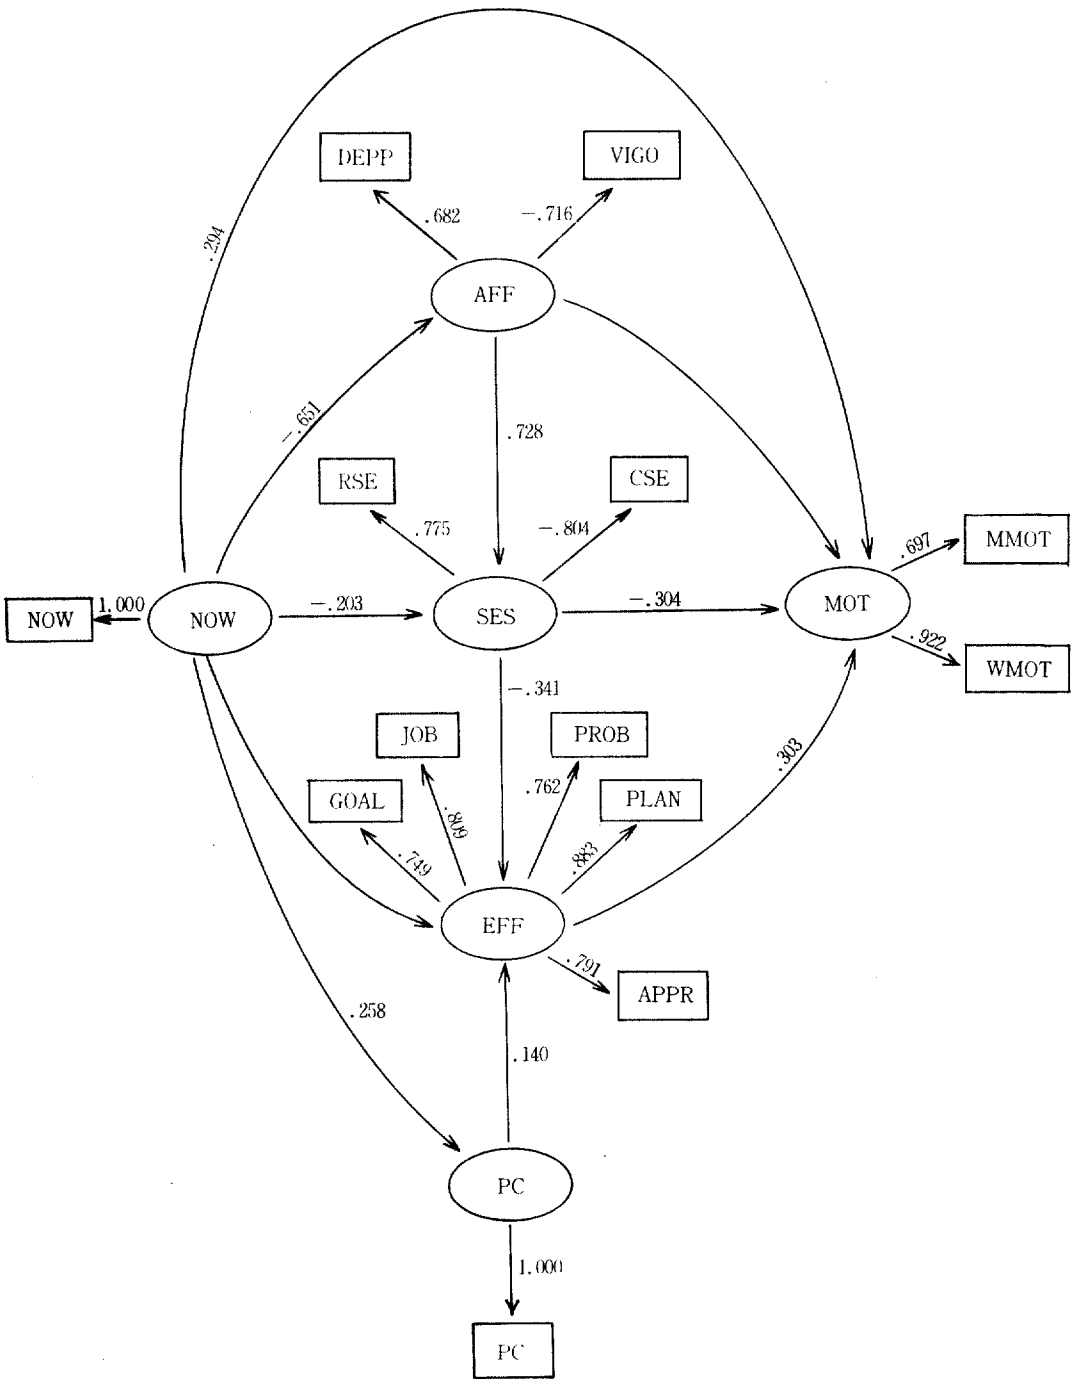 DEPP
VIGO
.682
-.716
.294
AFF
-.651
.728
RSE
CSE
.775
-.804
MMOT
.697
NOW
1.000
NOW
-.203
SES
-.304
MOT
.922
WMOT
-.341
JOB
PROB
.303
GOAL
.762
PLAN
.809
.749
.883
EFF
.791
APPR
.258
.140
PC
1.000
PC